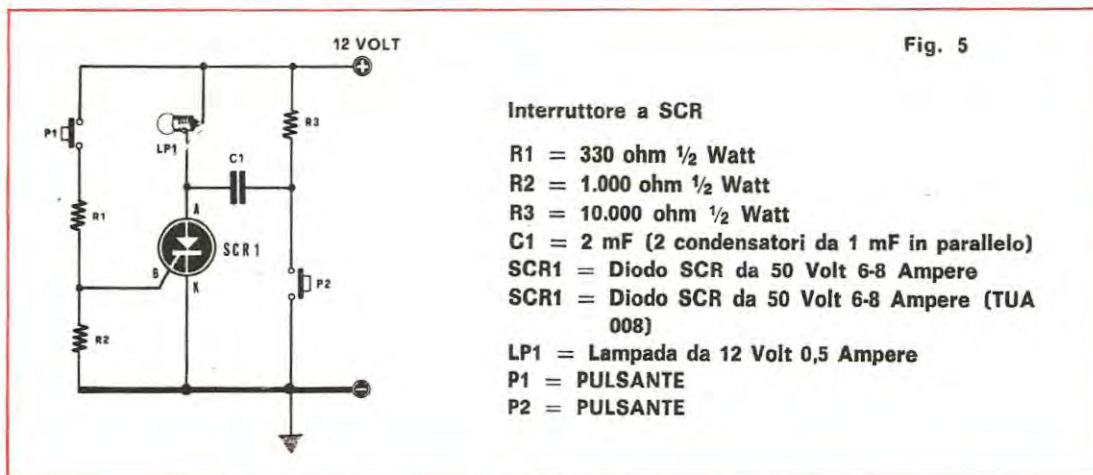 12 VOLT
Fig. 5
P1
LP1
R3
C1
R1
A
SCR1
B
K
P2
R2
Interruttore a SCR
R1 = 330 ohm ½ Watt
R2 = 1.000 ohm ½ Watt
R3 = 10.000 ohm ½ Watt
C1 = 2 mF (2 condensatori da 1 mF in parallelo)
SCR1 = Diodo SCR da 50 Volt 6-8 Ampere
SCR1 = Diodo SCR da 50 Volt 6-8 Ampere (TUA
008)
LP1 = Lampada da 12 Volt 0,5 Ampere
P1 = PULSANTE
P2 = PULSANTE